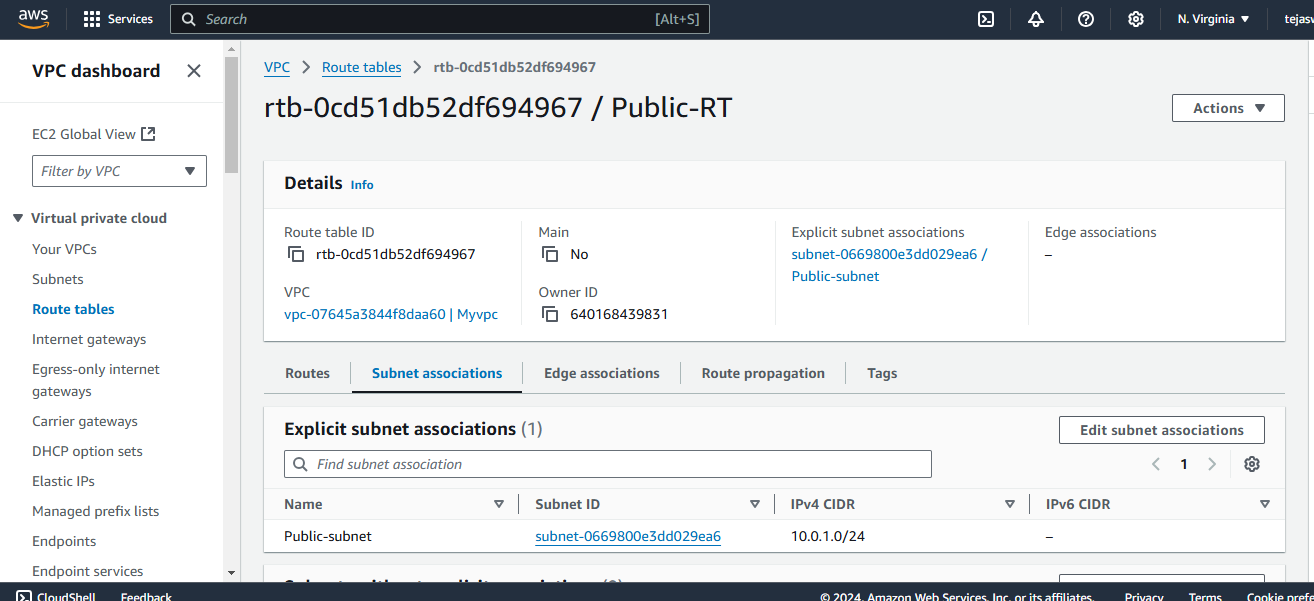 aws Services Search [Alt+S] N. Virginia tejasv
VPC dashboard
EC2 Global View
Filter by VPC
Virtual private cloud
Your VPCs
Subnets
Route tables
Internet gateways
Egress-only internet
gateways
Carrier gateways
DHCP option sets
Elastic IPs
Managed prefix lists
Endpoints
Endpoint services
VPC Route tables rtb-0cd51db52df694967
rtb-0cd51db52df694967 / Public-RT
Actions
Details Info
Route table ID
rtb-0cd51db52df694967
VPC
vpc-07645a3844f8daa60 | Myvpc
Main
No
Owner ID
640168439831
Explicit subnet associations
subnet-0669800e3dd029ea6 /
Public-subnet
Edge associations
–
Routes Subnet associations Edge associations Route propagation Tags
Explicit subnet associations (1)
Edit subnet associations
Find subnet association
1
Name Subnet ID IPv4 CIDR IPv6 CIDR
Public-subnet subnet-0669800e3dd029ea6 10.0.1.0/24 –
CloudShell Feedback © 2024, Amazon Web Services, Inc. or its affiliates. Privacy Terms Cookie prefe